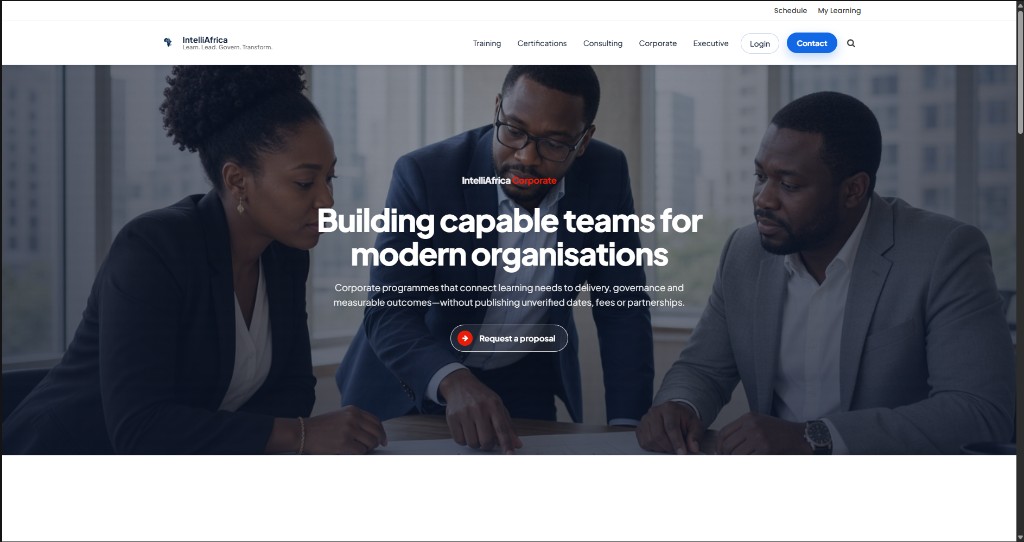 Schedule My Learning
IntelliAfrica
Learn. Lead. Govern. Transform.
Training Certifications Consulting Corporate Executive Login Contact
IntelliAfrica Corporate
Building capable teams for
modern organisations
Corporate programmes that connect learning needs to delivery, governance and
measurable outcomes—without publishing unverified dates, fees or partnerships.
Request a proposal